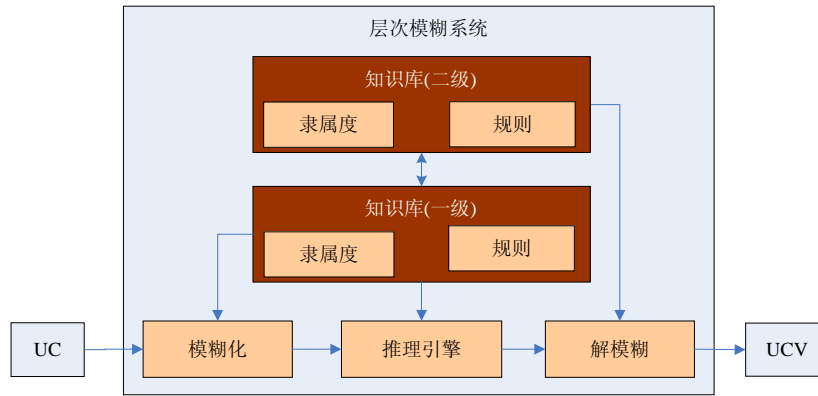 层次模糊系统
知识库(二级)
隶属度
规则
知识库(一级)
隶属度
规则
UC
模糊化
推理引擎
解模糊
UCV